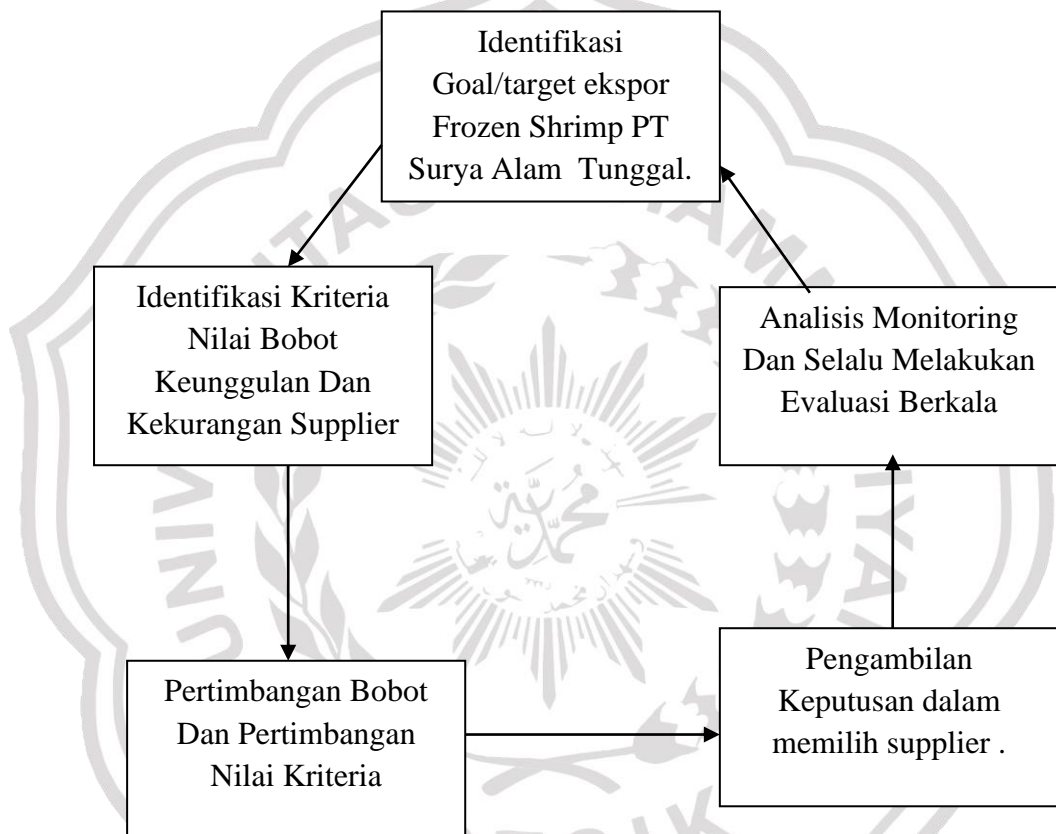 Identifikasi
Goal/target ekspor
Frozen Shrimp PT
Surya Alam Tunggal.
Identifikasi Kriteria
Nilai Bobot
Keunggulan Dan
Kekurangan Supplier
Pertimbangan Bobot
Dan Pertimbangan
Nilai Kriteria
Pengambilan
Keputusan dalam
memilih supplier .
Analisis Monitoring
Dan Selalu Melakukan
Evaluasi Berkala